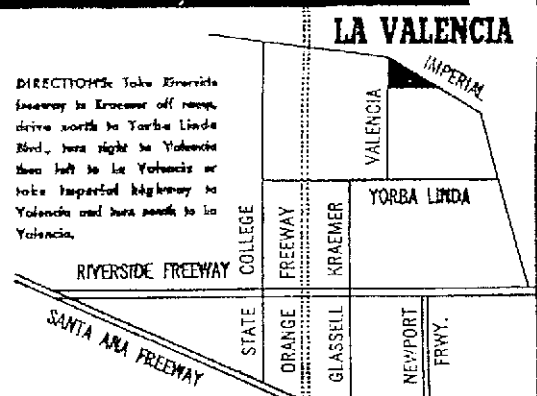 LA VALENCIA
DIRECTIONS: Take Riverside
freeway to Kraemer off ramp,
drive north to Yorba Linda
Blvd., turn right to Valencia
then left to La Valencia or
take Imperial highway to
Valencia and turn south to La
Valencia.
IMPERIAL
VALENCIA
YORBA LINDA
STATE COLLEGE
ORANGE FREEWAY
GLASSELL
KRAEMER
RIVERSIDE FREEWAY
SANTA ANA FREEWAY
NEWPORT
FRWY.